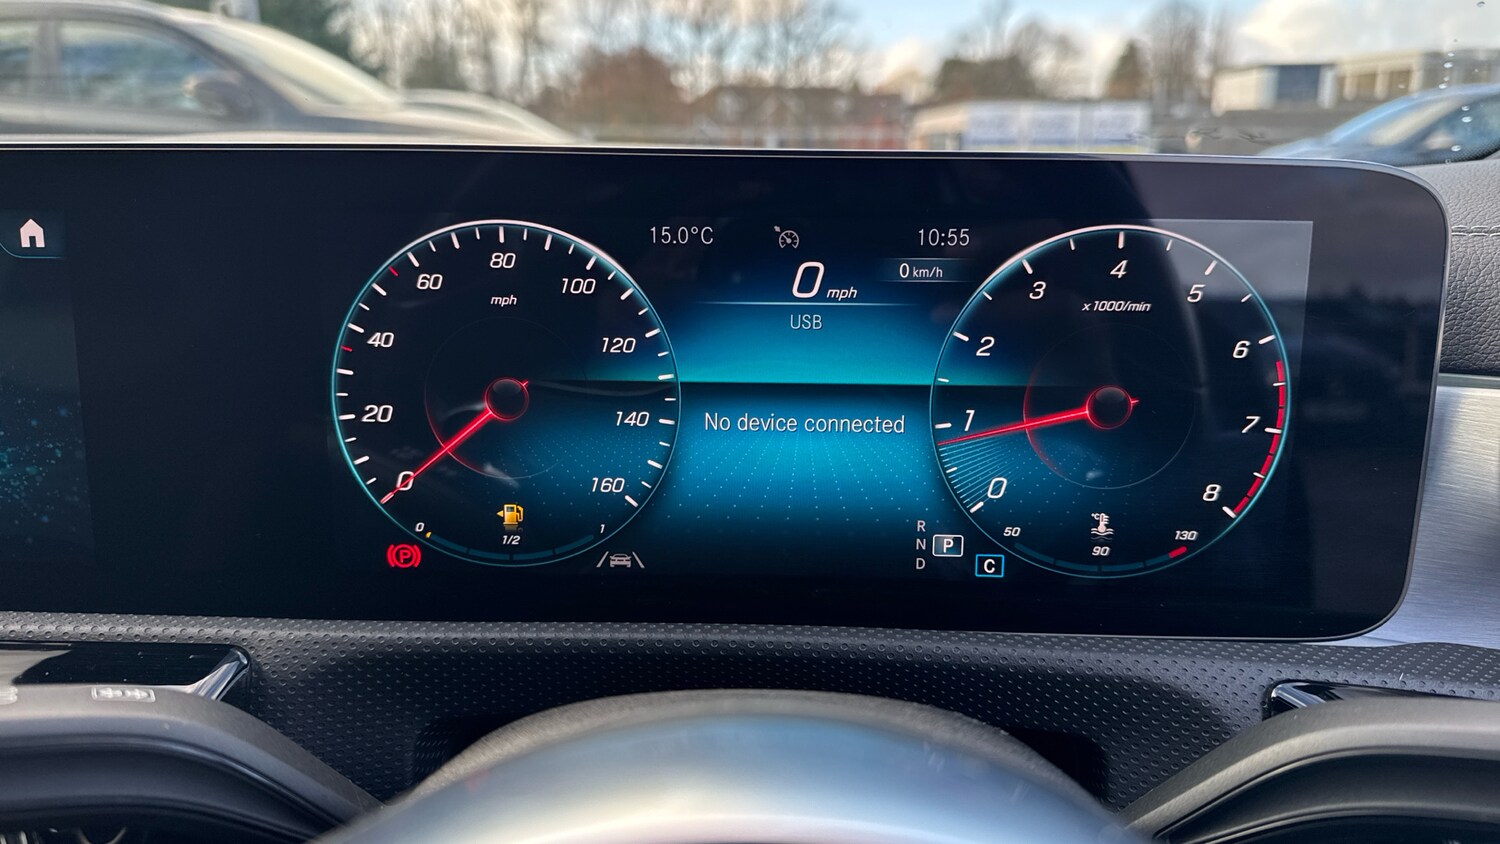 15.0°C
10:55
0 mph
0 km/h
USB
No device connected
mph
0
20
40
60
80
100
120
140
160
0
1/2
1
x1000/min
0
1
2
3
4
5
6
7
8
50
°C
90
130
R
N
P
D
C
(P)